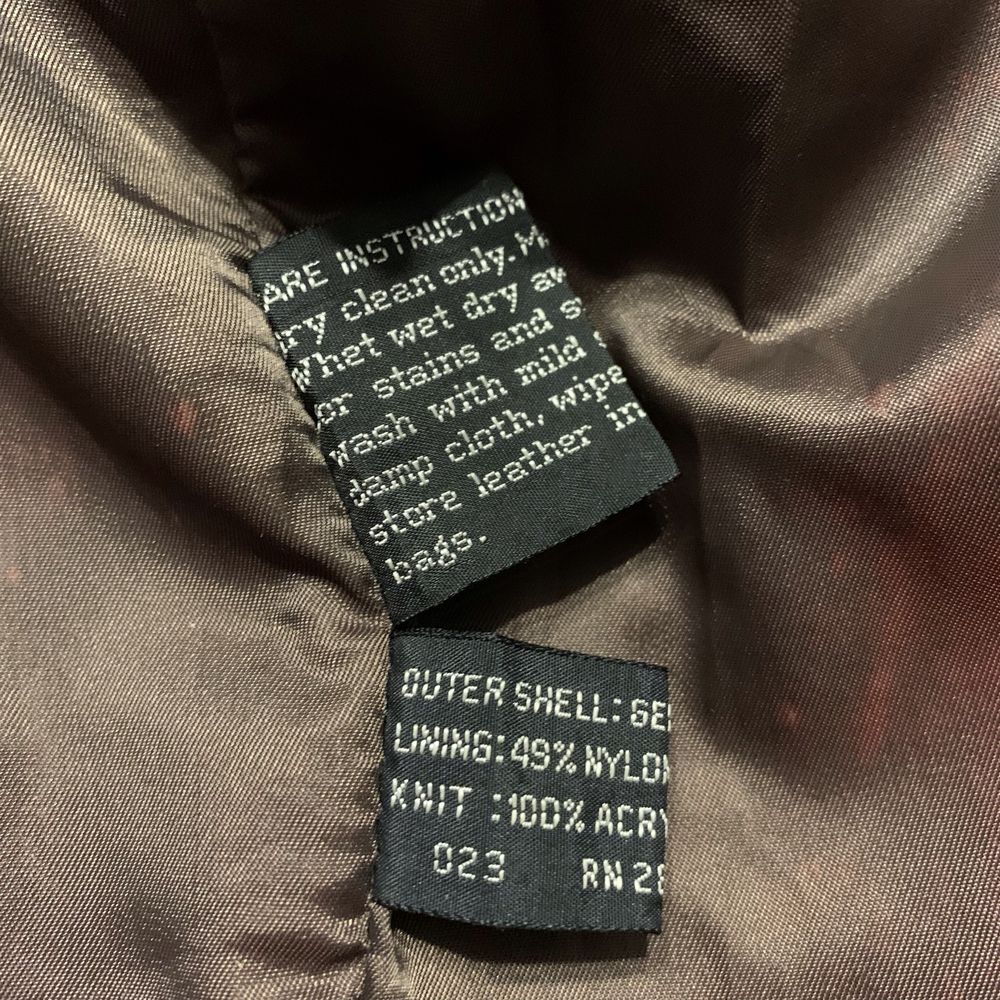 ARE INSTRUCTION
ry clean only. M
Whet wet dry aw
or stains and s
wash with mild s
damp cloth, wipe
store leather in
bags.
OUTER SHELL: GE
LINING: 49% NYLON
KNIT : 100% ACRY
023 RN 28